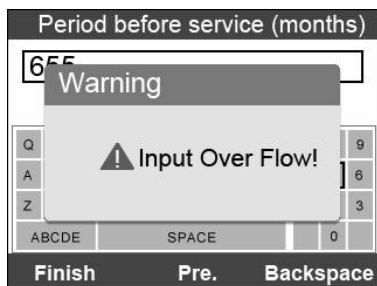 Period before service (months)
655
Warning
Input Over Flow!
Q 9
A 6
Z 3
ABCDE SPACE 0
Finish Pre. Backspace